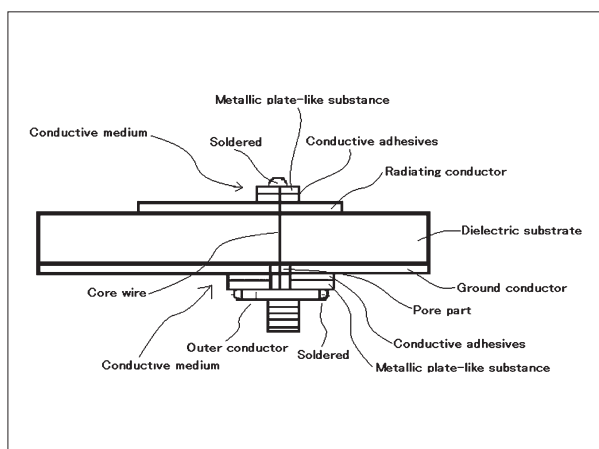 Metallic plate-like substance
Conductive medium
Soldered
Conductive adhesives
Radiating conductor
Dielectric substrate
Ground conductor
Core wire
Pore part
Outer conductor
Soldered
Conductive adhesives
Conductive medium
Metallic plate-like substance